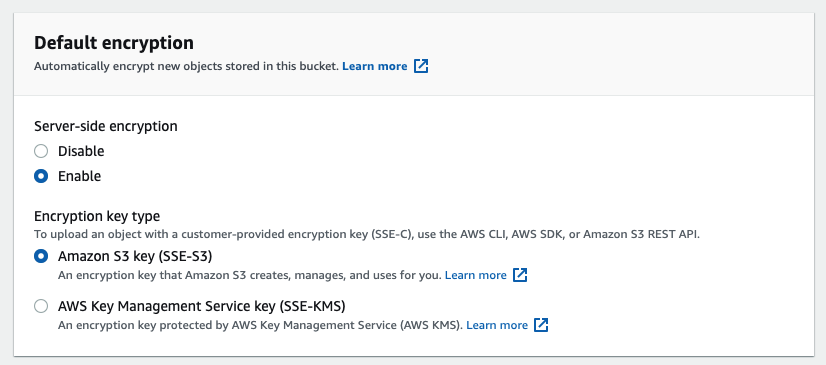 Default encryption
Automatically encrypt new objects stored in this bucket. Learn more
Server-side encryption
Disable
Enable
Encryption key type
To upload an object with a customer-provided encryption key (SSE-C), use the AWS CLI, AWS SDK, or Amazon S3 REST API.
Amazon S3 key (SSE-S3)
An encryption key that Amazon S3 creates, manages, and uses for you. Learn more
AWS Key Management Service key (SSE-KMS)
An encryption key protected by AWS Key Management Service (AWS KMS). Learn more